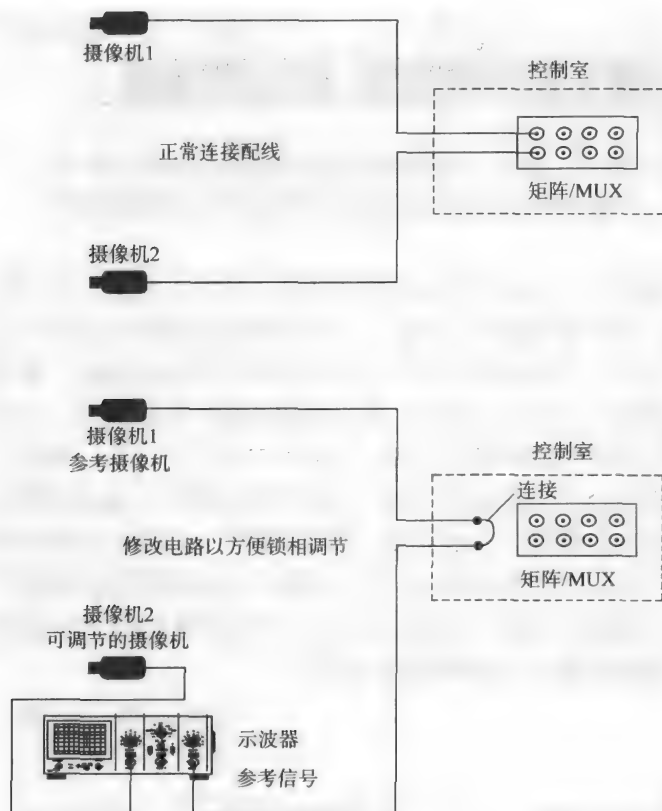 摄像机1
控制室
正常连接配线
矩阵/MUX
摄像机2
摄像机1
参考摄像机
控制室
连接
修改电路以方便锁相调节
矩阵/MUX
摄像机2
可调节的摄像机
示波器
参考信号